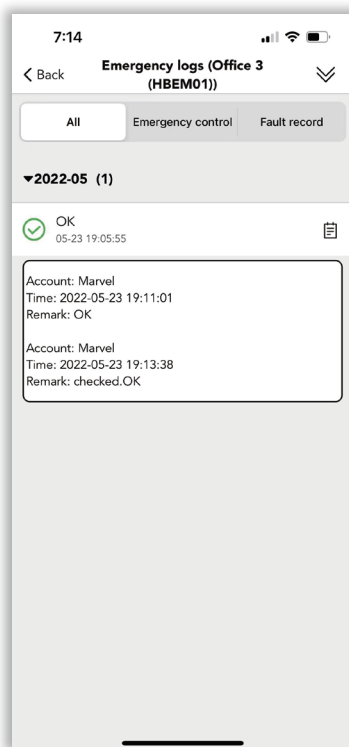 7:14
Back
Emergency logs (Office 3
(HBEM01))
All
Emergency control
Fault record
2022-05 (1)
OK
05-23 19:05:55
Account: Marvel
Time: 2022-05-23 19:11:01
Remark: OK
Account: Marvel
Time: 2022-05-23 19:13:38
Remark: checked.OK